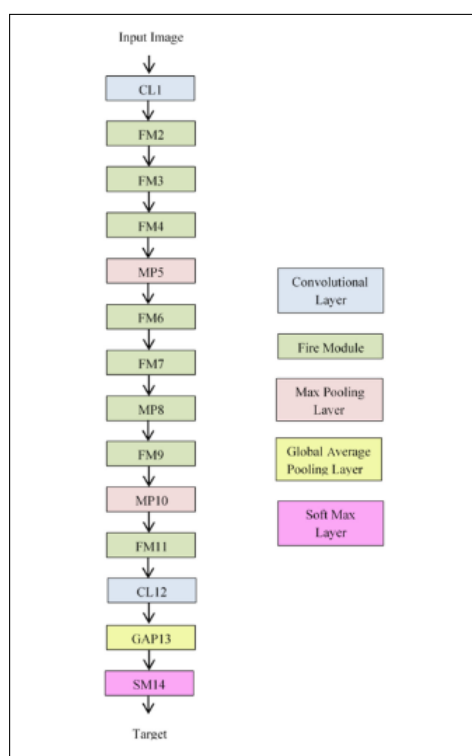 Input Image
CL1
FM2
FM3
FM4
MP5
FM6
FM7
MP8
FM9
MP10
FM11
CL12
GAP13
SM14
Target
Convolutional
Layer
Fire Module
Max Pooling
Layer
Global Average
Pooling Layer
Soft Max
Layer